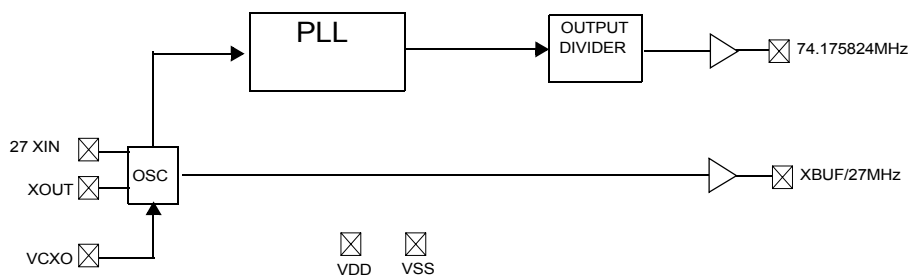 PLL
OUTPUT
DIVIDER
74.175824MHz
27 XIN
OSC
XOUT
XBUF/27MHz
VCXO
VDD
VSS